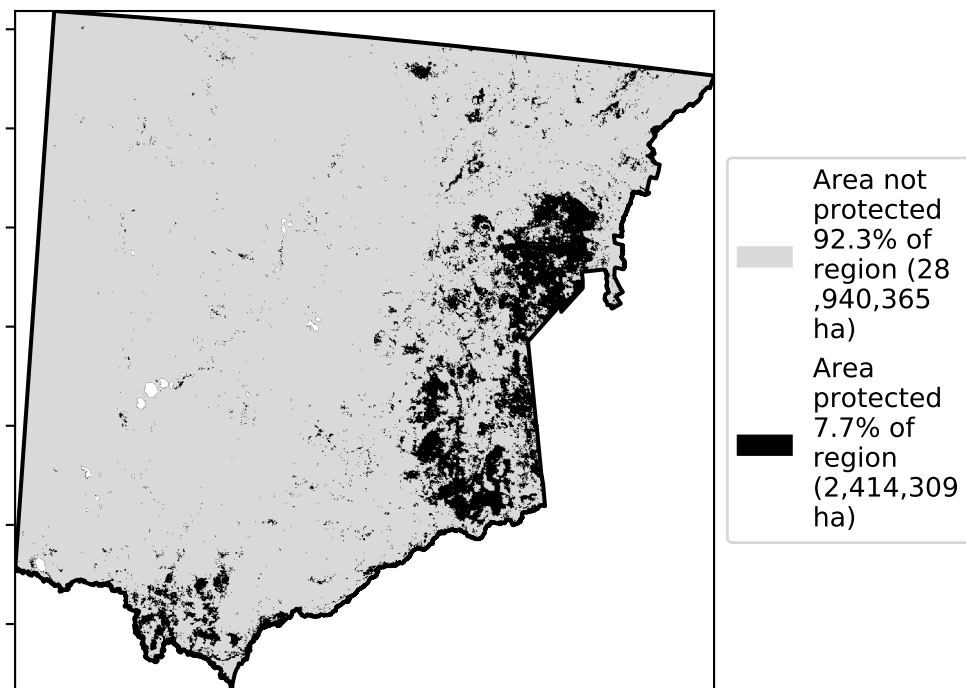 Area not
protected
92.3% of
region (28
,940,365
ha)
Area
protected
7.7% of
region
(2,414,309
ha)